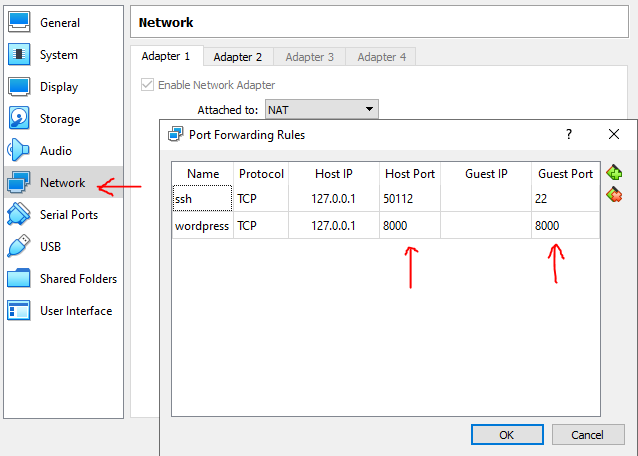 General
System
Display
Storage
Audio
Network
Serial Ports
USB
Shared Folders
User Interface
Network
Adapter 1 Adapter 2 Adapter 3 Adapter 4
Enable Network Adapter
Attached to: NAT
Port Forwarding Rules ?
Name Protocol Host IP Host Port Guest IP Guest Port
ssh TCP 127.0.0.1 50112 22
wordpress TCP 127.0.0.1 8000 8000
OK Cancel